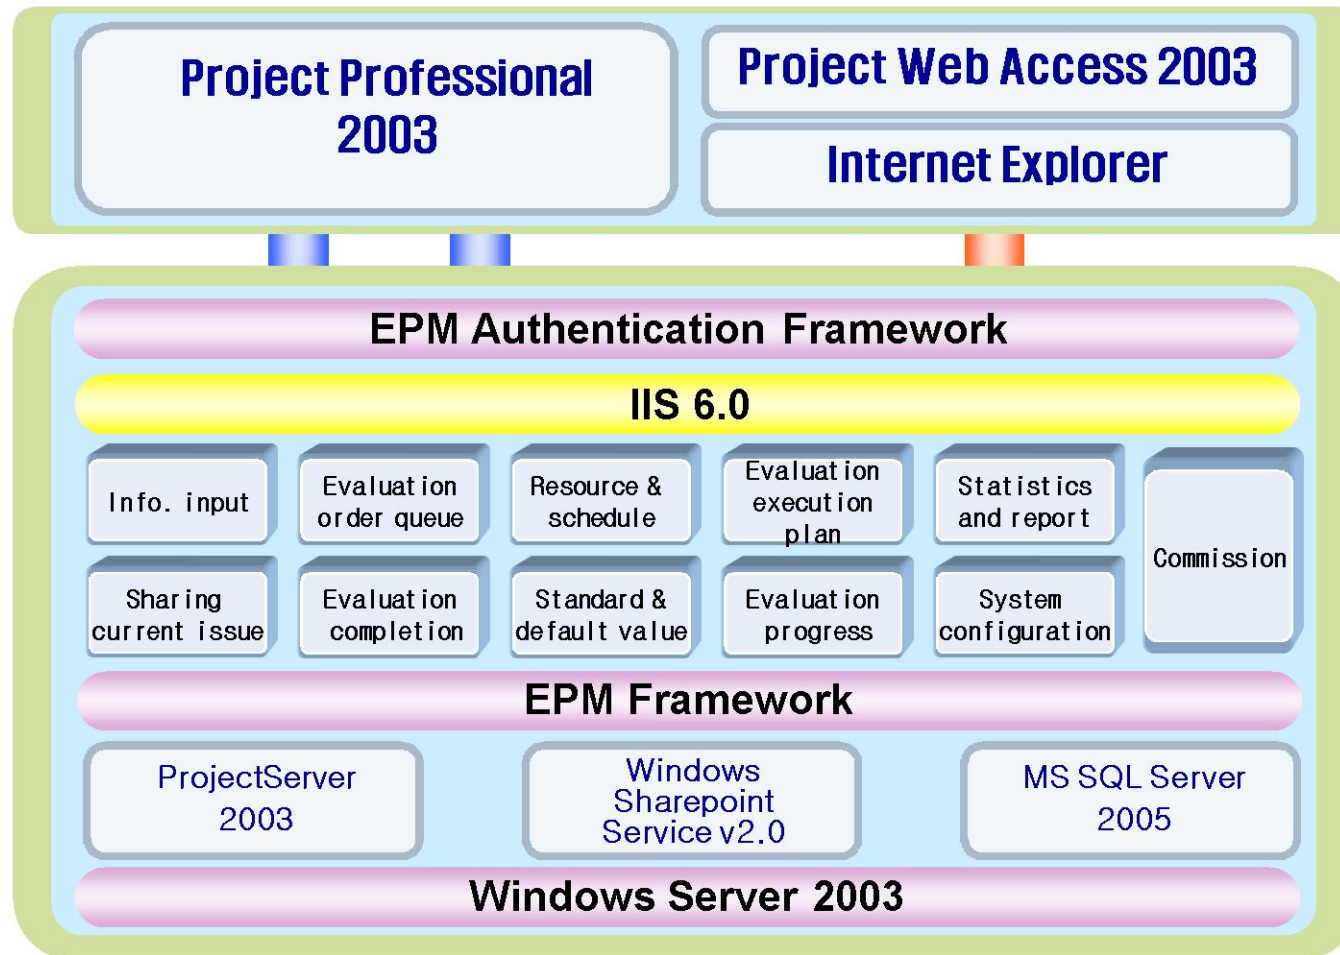 Project Professional
2003
Project Web Access 2003
Internet Explorer
EPM Authentication Framework
IIS 6.0
Info. input
Evaluation
order queue
Resource &
schedule
Evaluation
execution
plan
Statistics
and report
Commission
Sharing
current issue
Evaluation
completion
Standard &
default value
Evaluation
progress
System
configuration
EPM Framework
ProjectServer
2003
Windows
Sharepoint
Service v2.0
MS SQL Server
2005
Windows Server 2003